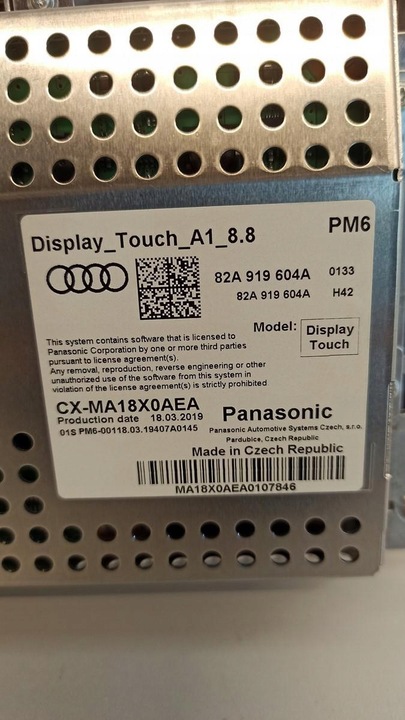 PM6
Display_Touch_A1_8.8
82A 919 604A 0133
82A 919 604A H42
Model: Display Touch
This system contains software that is licensed to
Panasonic Corporation by one or more third parties
pursuant to license agreement(s).
Any removal, reproduction, reverse engineering or other
unauthorized use of the software from this system in
violation of the license agreement(s) is strictly prohibited
CX-MA18X0AEA
Production date 18.03.2019
01S PM6-00118.03.19407A0145
Panasonic
Panasonic Automotive Systems Czech, s.r.o.
Pardubice, Czech Republic
Made in Czech Republic
MA18X0AEA0107846